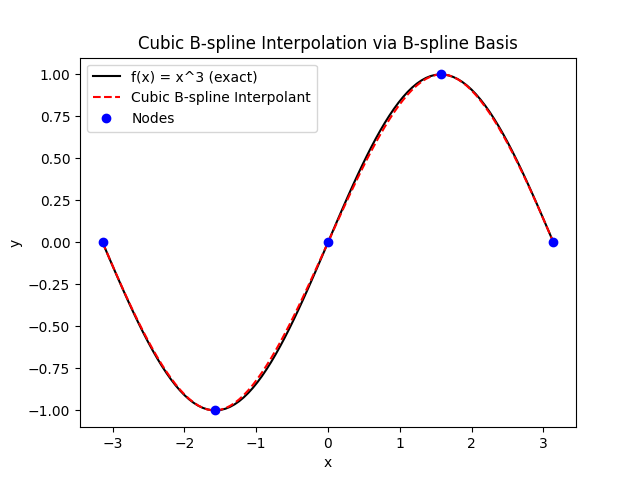 Cubic B-spline Interpolation via B-spline Basis
f(x) = x^3 (exact)
Cubic B-spline Interpolant
Nodes
1.00
0.75
0.50
0.25
0.00
−0.25
−0.50
−0.75
−1.00
y
−3
−2
−1
0
1
2
3
x